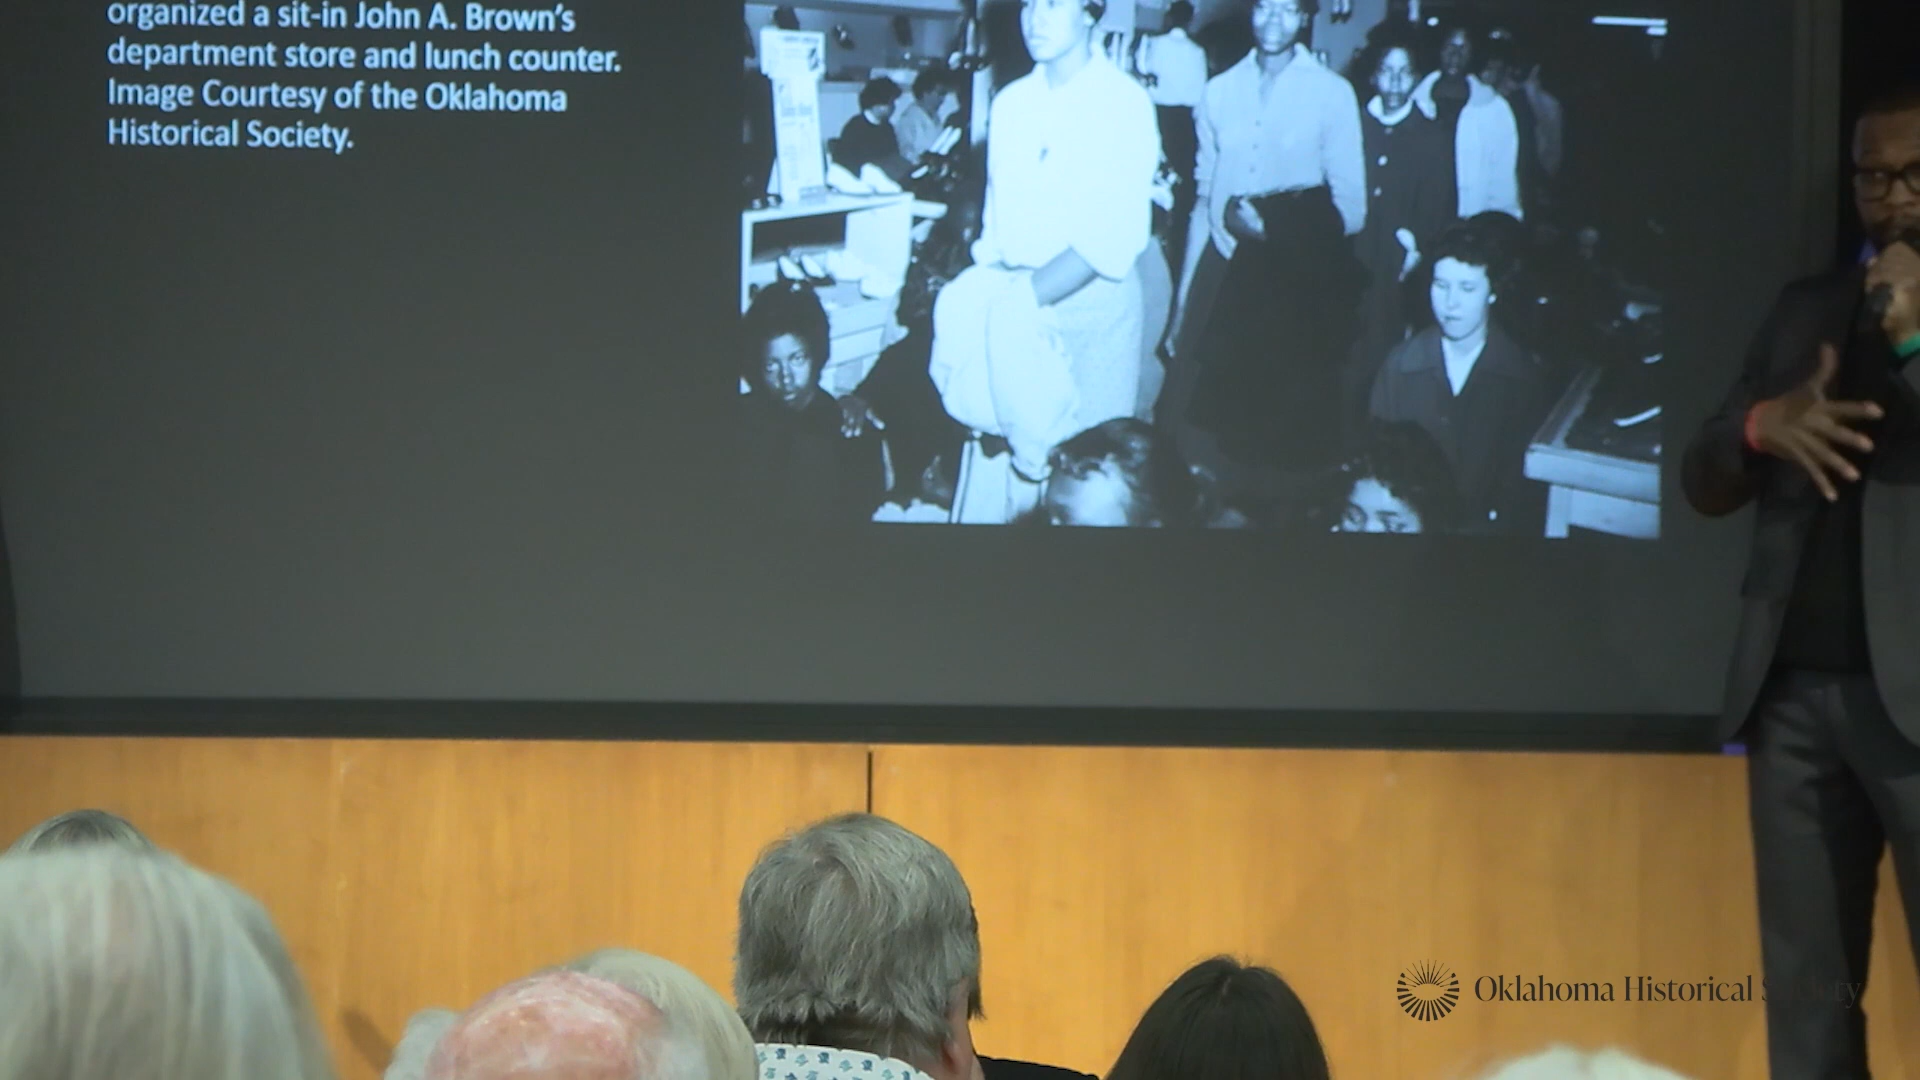 organized a sit-in John A. Brown's
department store and lunch counter.
Image Courtesy of the Oklahoma
Historical Society.
Oklahoma Historical Society